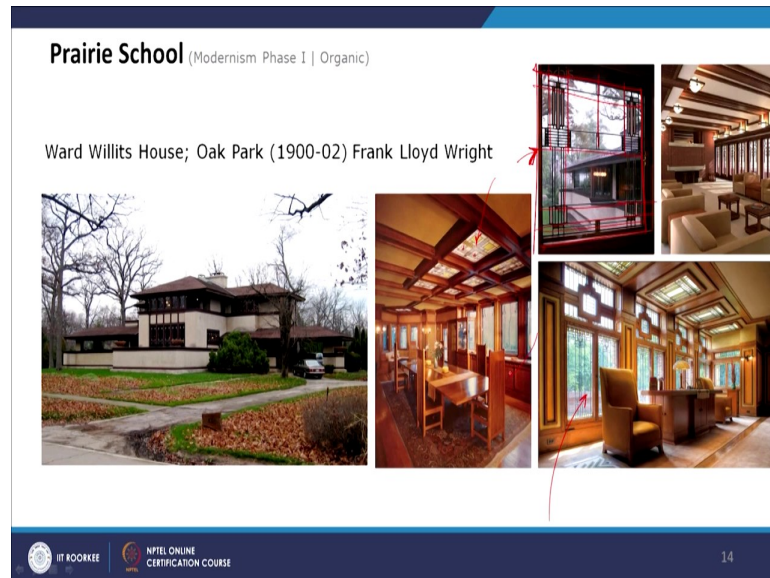 Prairie School (Modernism Phase I | Organic)
Ward Willits House; Oak Park (1900-02) Frank Lloyd Wright
IIT ROORKEE
NPTEL ONLINE
CERTIFICATION COURSE
14